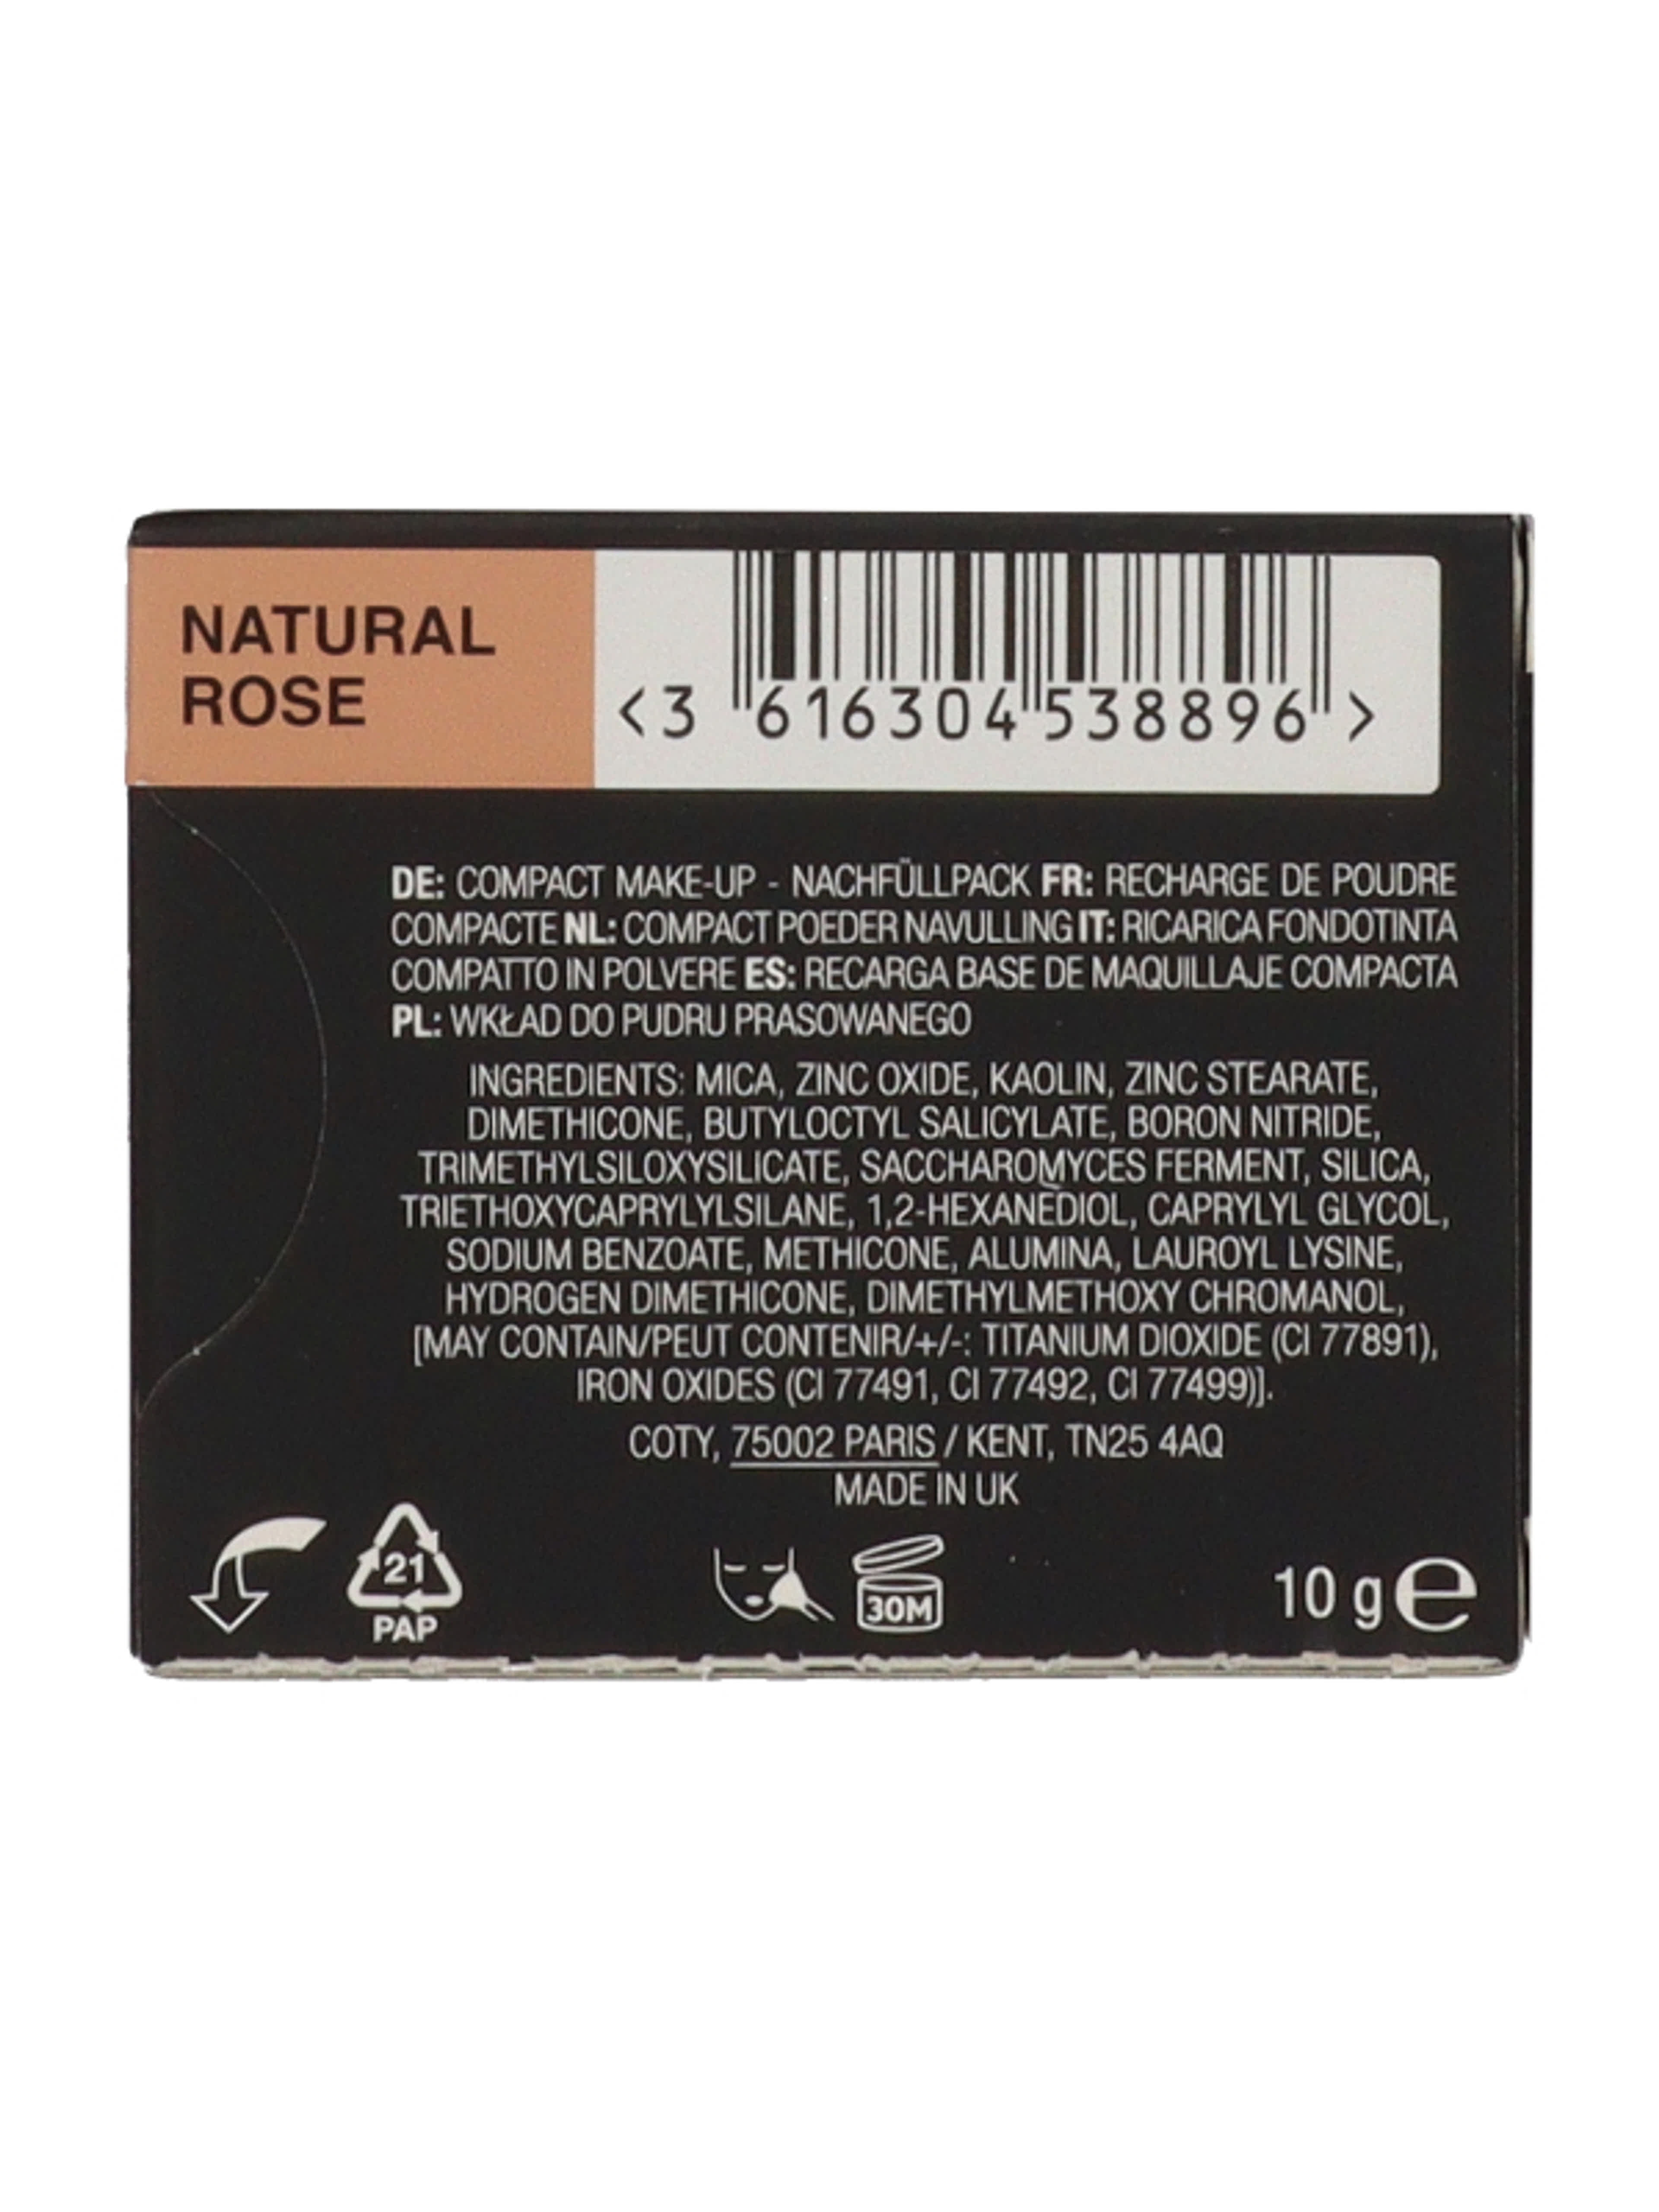 NATURAL
ROSE
<3 616304 538896>
DE: COMPACT MAKE-UP - NACHFÜLLPACK FR: RECHARGE DE POUDRE
COMPACTE NL: COMPACT POEDER NAVULLING IT: RICARICA FONDOTINTA
COMPATTO IN POLVERE ES: RECARGA BASE DE MAQUILLAJE COMPACTA
PL: WKŁAD DO PUDRU PRASOWANEGO
INGREDIENTS: MICA, ZINC OXIDE, KAOLIN, ZINC STEARATE,
DIMETHICONE, BUTYLOCTYL SALICYLATE, BORON NITRIDE,
TRIMETHYLSILOXYSILICATE, SACCHAROMYCES FERMENT, SILICA,
TRIETHOXYCAPRYLYLSILANE, 1,2-HEXANEDIOL, CAPRYLYL GLYCOL,
SODIUM BENZOATE, METHICONE, ALUMINA, LAUROYL LYSINE,
HYDROGEN DIMETHICONE, DIMETHYLMETHOXY CHROMANOL,
[MAY CONTAIN/PEUT CONTENIR/+/-: TITANIUM DIOXIDE (CI 77891),
IRON OXIDES (CI 77491, CI 77492, CI 77499)].
COTY, 75002 PARIS / KENT, TN25 4AQ
MADE IN UK
21
PAP
30M
10 g e